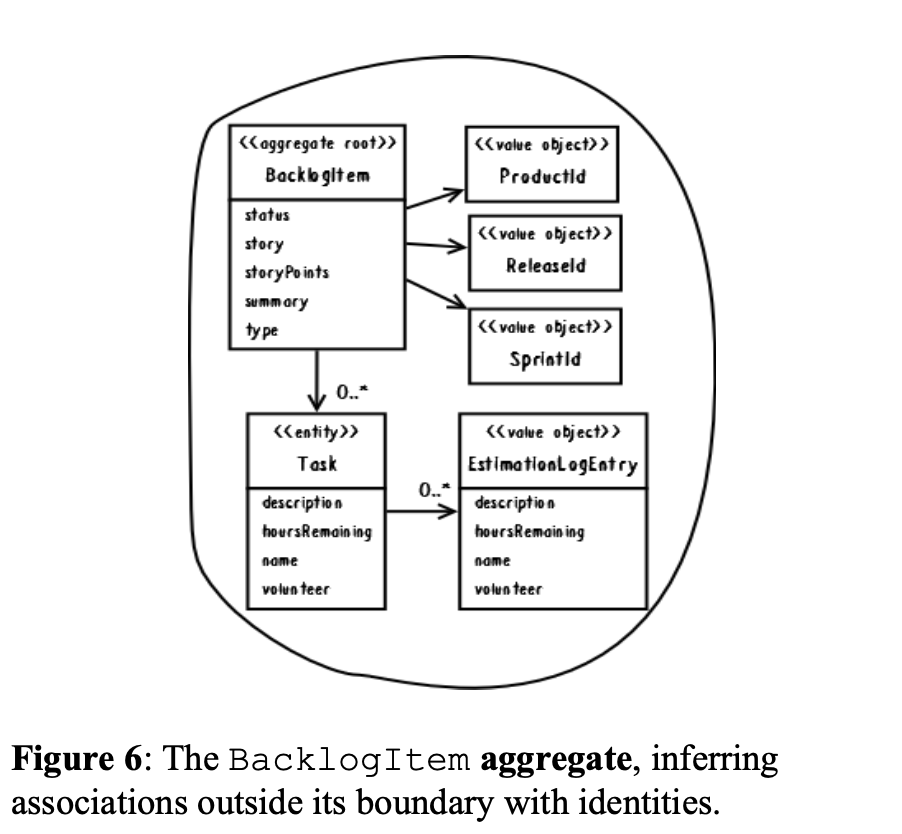 <<aggregate root>>
BacklogItem
status
story
storyPoints
summary
type
<<value object>>
ProductId
<<value object>>
ReleaseId
<<value object>>
SprintId
0..*
<<entity>>
Task
description
hoursRemaining
name
volunteer
0..*
<<value object>>
EstimationLogEntry
description
hoursRemaining
name
volunteer
Figure 6: The BacklogItem aggregate, inferring
associations outside its boundary with identities.